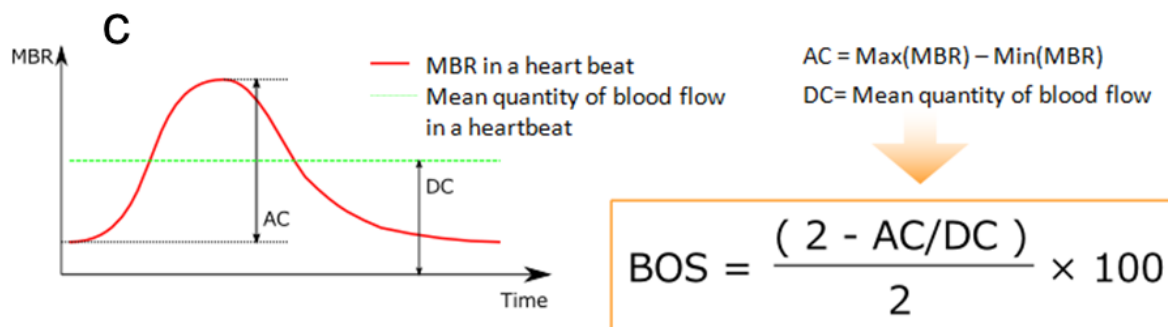 C
MBR
MBR in a heart beat
Mean quantity of blood flow
in a heartbeat
AC
DC
Time
AC = Max(MBR) – Min(MBR)
DC= Mean quantity of blood flow
BOS = ( 2 - AC/DC ) / 2 × 100